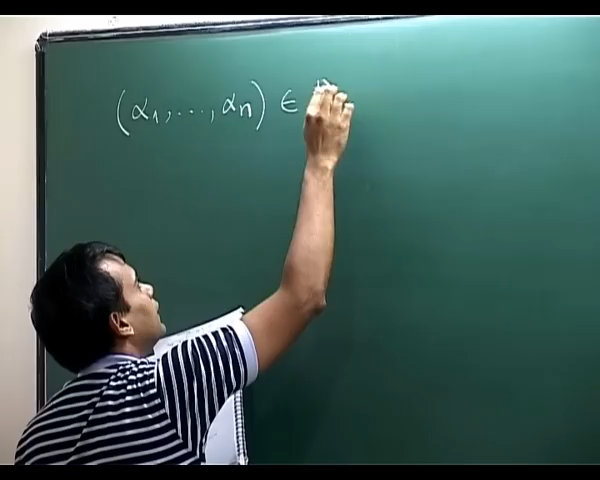 (α₁, ..., αn) ∈